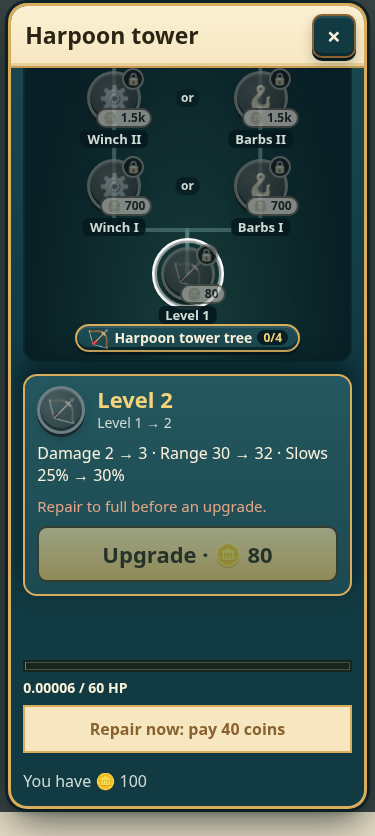 Harpoon tower
×
1.5k
or
1.5k
Winch II
Barbs II
700
or
700
Winch I
Barbs I
80
Level 1
Harpoon tower tree 0/4
Level 2
Level 1 → 2
Damage 2 → 3 · Range 30 → 32 · Slows
25% → 30%
Repair to full before an upgrade.
Upgrade · 80
0.00006 / 60 HP
Repair now: pay 40 coins
You have 100